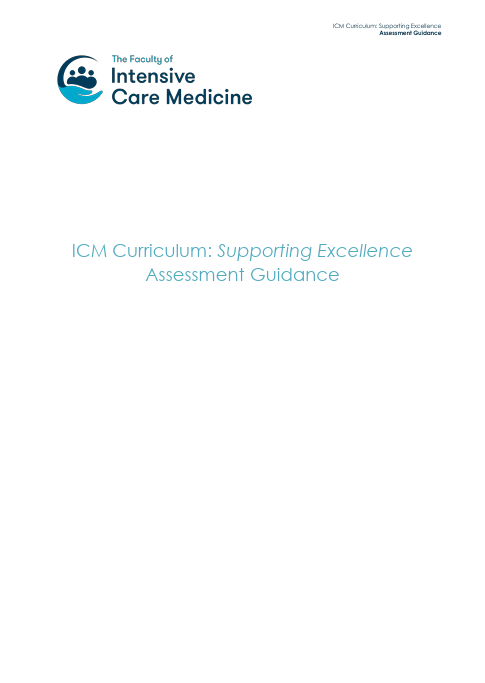 ICM Curriculum: Supporting Excellence
Assessment Guidance
The Faculty of
Intensive
Care Medicine
ICM Curriculum: Supporting Excellence
Assessment Guidance